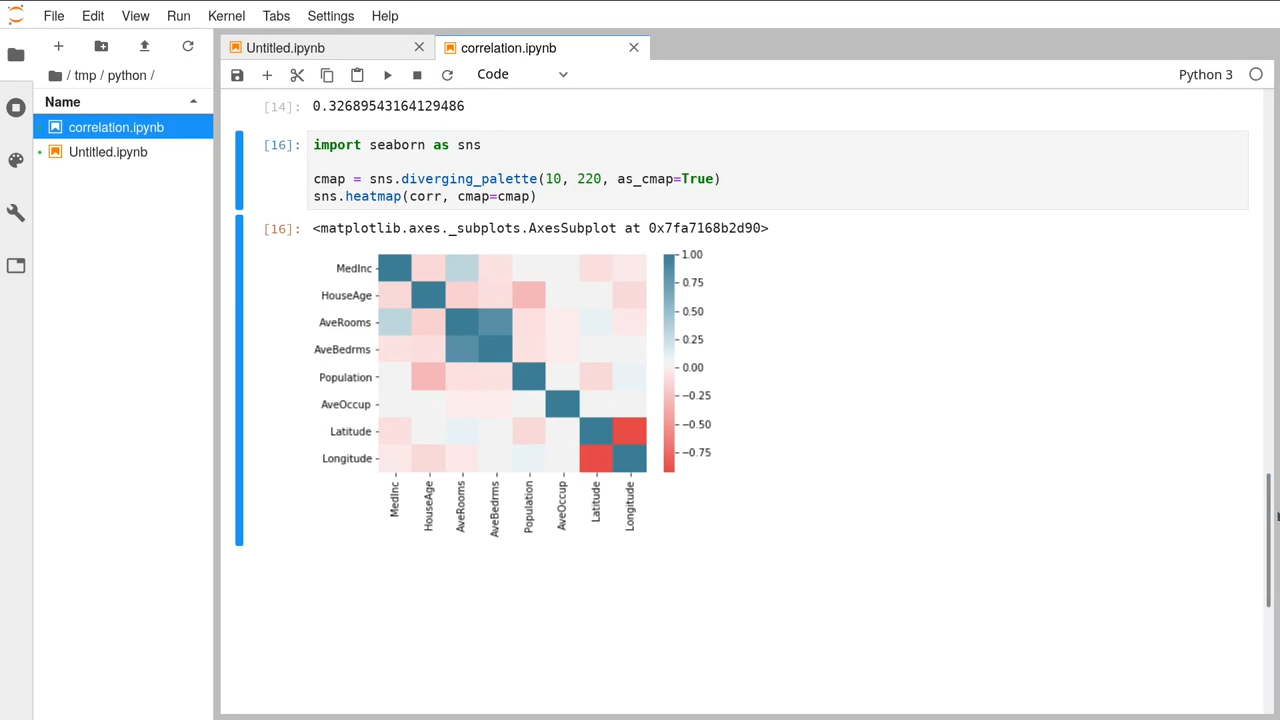 File Edit View Run Kernel Tabs Settings Help
/ tmp / python /
Name
correlation.ipynb
Untitled.ipynb
Untitled.ipynb
correlation.ipynb
Code
Python 3
[14]: 0.32689543164129486
[16]: import seaborn as sns
cmap = sns.diverging_palette(10, 220, as_cmap=True)
sns.heatmap(corr, cmap=cmap)
[16]: <matplotlib.axes._subplots.AxesSubplot at 0x7fa7168b2d90>
MedInc
HouseAge
AveRooms
AveBedrms
Population
AveOccup
Latitude
Longitude
MedInc
HouseAge
AveRooms
AveBedrms
Population
AveOccup
Latitude
Longitude
1.00
0.75
0.50
0.25
0.00
−0.25
−0.50
−0.75